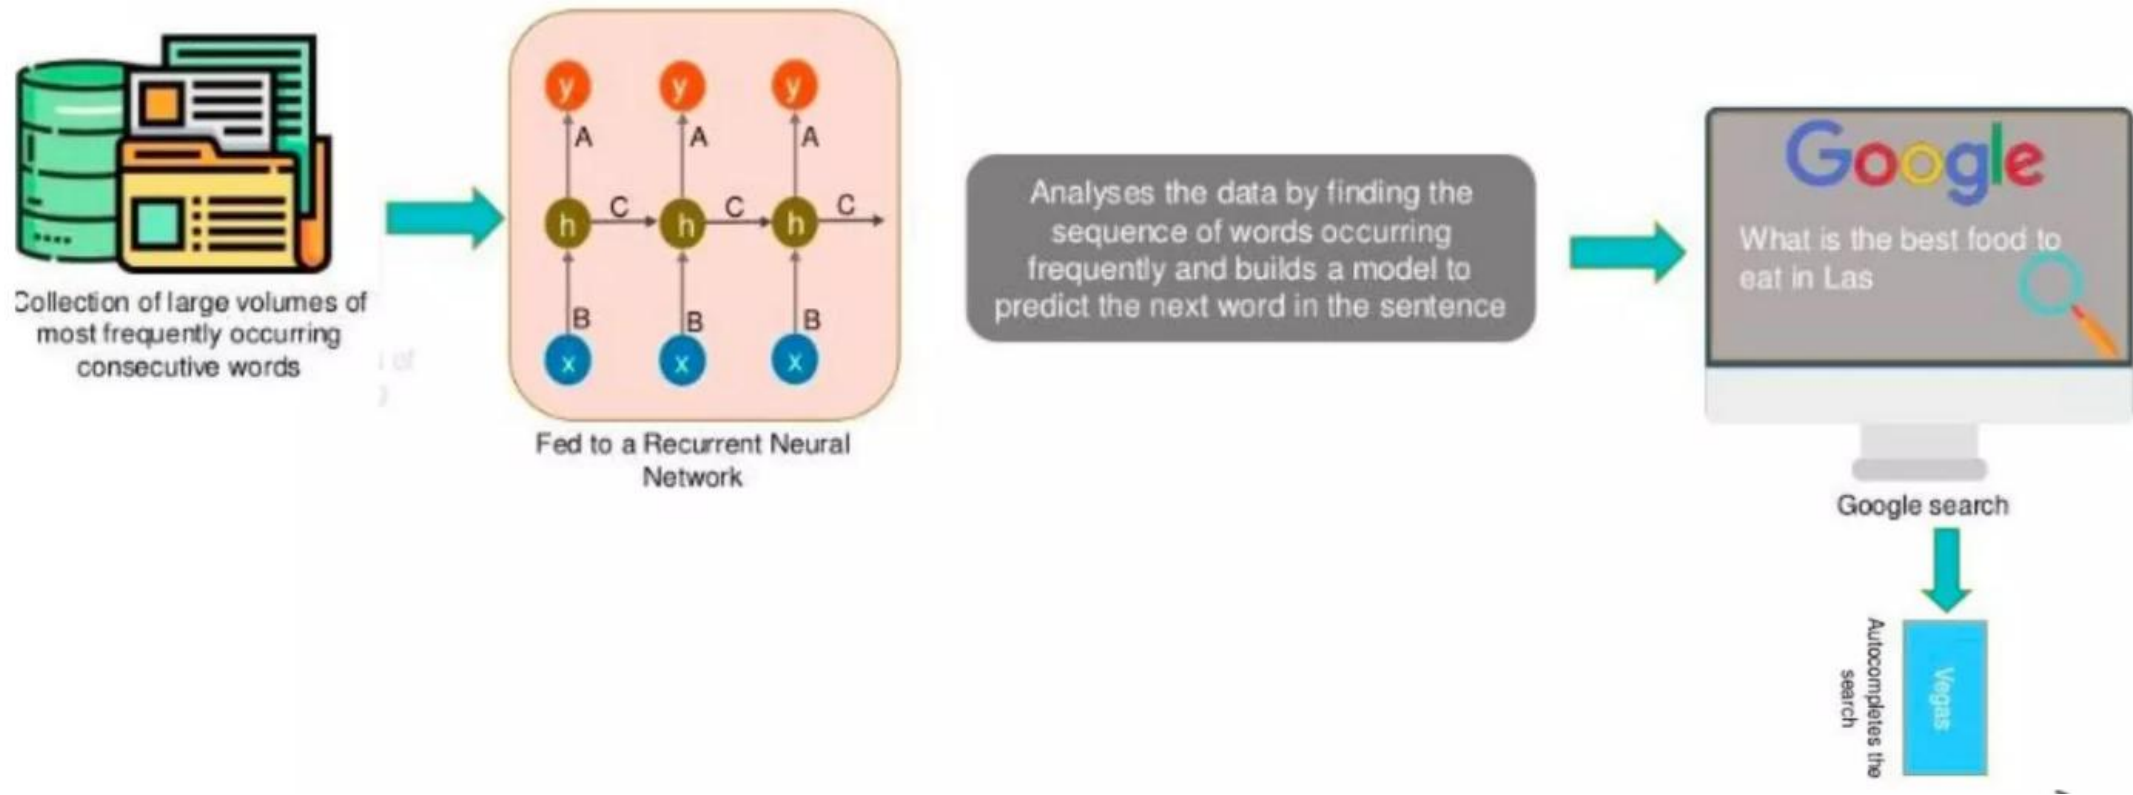 Collection of large volumes of
most frequently occurring
consecutive words
y y y
A A A
h C h C h C
B B B
x x x
Fed to a Recurrent Neural
Network
Analyses the data by finding the
sequence of words occurring
frequently and builds a model to
predict the next word in the sentence
Google
What is the best food to
eat in Las
Google search
Autocompletes the
search
Vegas